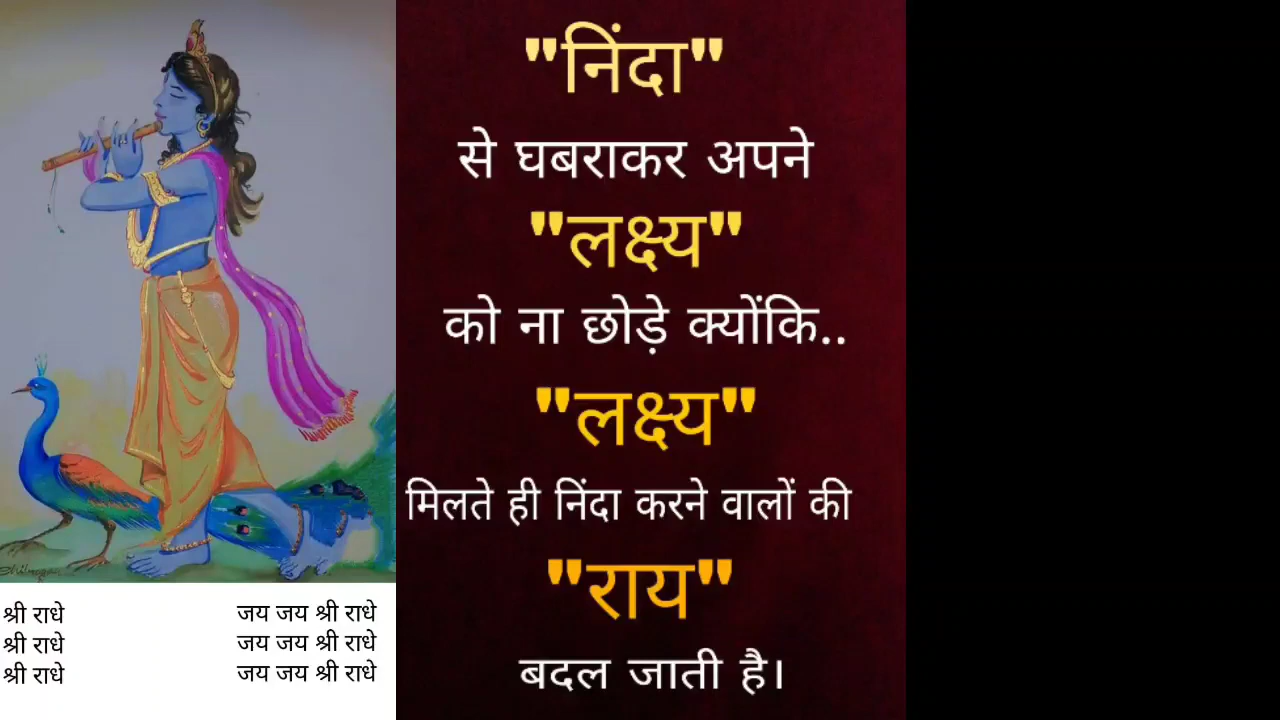 "निंदा"
से घबराकर अपने
"लक्ष्य"
को ना छोड़े क्योंकि..
"लक्ष्य"
मिलते ही निंदा करने वालों की
"राय"
बदल जाती है।
श्री राधे
श्री राधे
श्री राधे
जय जय श्री राधे
जय जय श्री राधे
जय जय श्री राधे